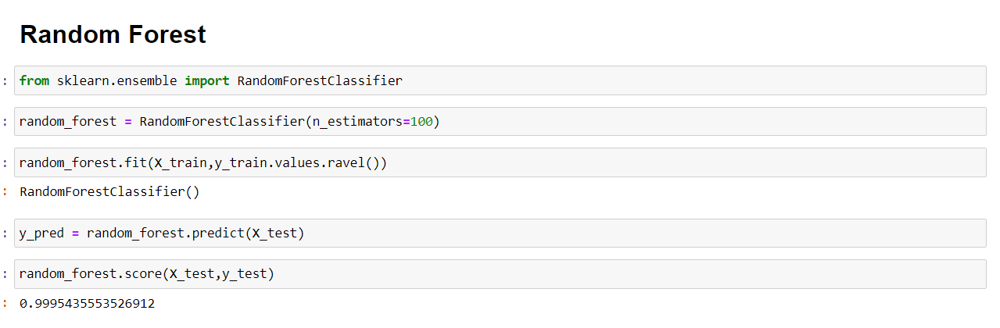 Random Forest
: from sklearn.ensemble import RandomForestClassifier
: random_forest = RandomForestClassifier(n_estimators=100)
: random_forest.fit(X_train,y_train.values.ravel())
: RandomForestClassifier()
: y_pred = random_forest.predict(X_test)
: random_forest.score(X_test,y_test)
: 0.9995435553526912